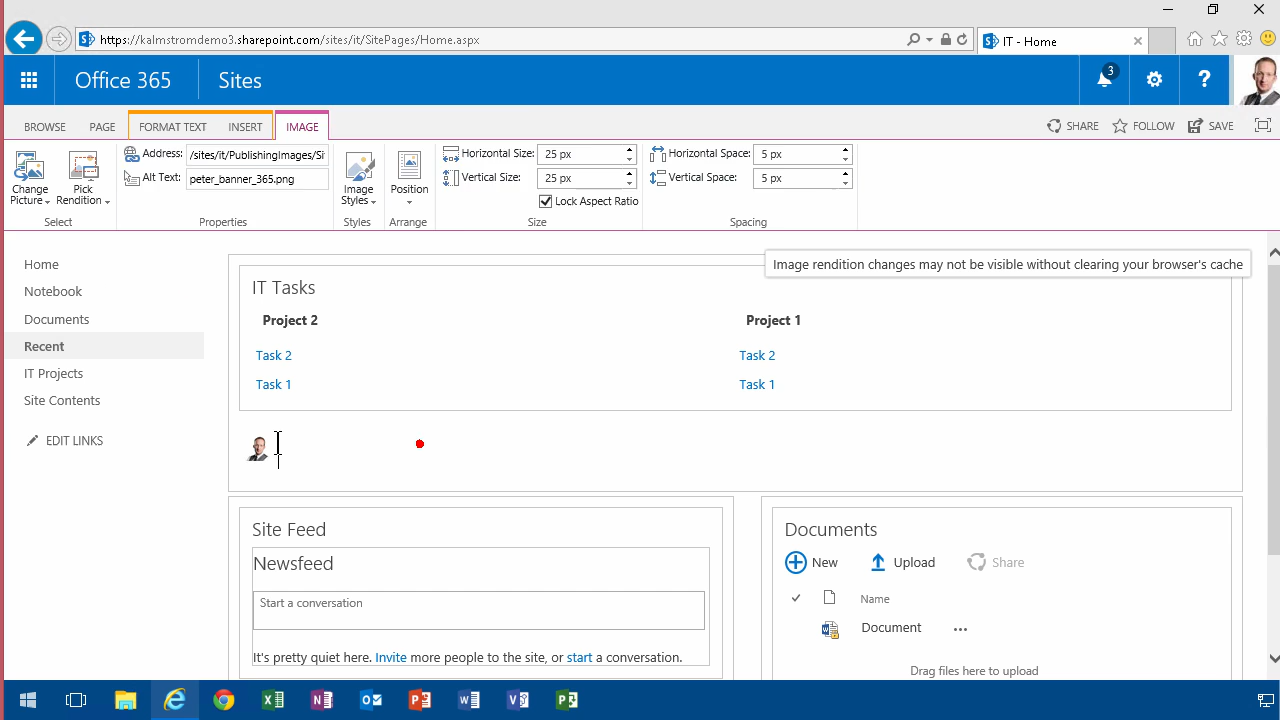 https://kalmstromdemo3.sharepoint.com/sites/it/SitePages/Home.aspx
IT - Home
Office 365
Sites
3
?
BROWSE
PAGE
FORMAT TEXT
INSERT
IMAGE
SHARE
FOLLOW
SAVE
Change Picture
Pick Rendition
Select
Address: /sites/it/PublishingImages/Si
Alt Text: peter_banner_365.png
Properties
Image Styles
Styles
Position
Arrange
Horizontal Size: 25 px
Vertical Size: 25 px
Lock Aspect Ratio
Size
Horizontal Space: 5 px
Vertical Space: 5 px
Spacing
Image rendition changes may not be visible without clearing your browser's cache
Home
Notebook
Documents
Recent
IT Projects
Site Contents
EDIT LINKS
IT Tasks
Project 2
Project 1
Task 2
Task 2
Task 1
Task 1
Site Feed
Newsfeed
Start a conversation
It's pretty quiet here. Invite more people to the site, or start a conversation.
Documents
New
Upload
Share
Name
Document
Drag files here to upload